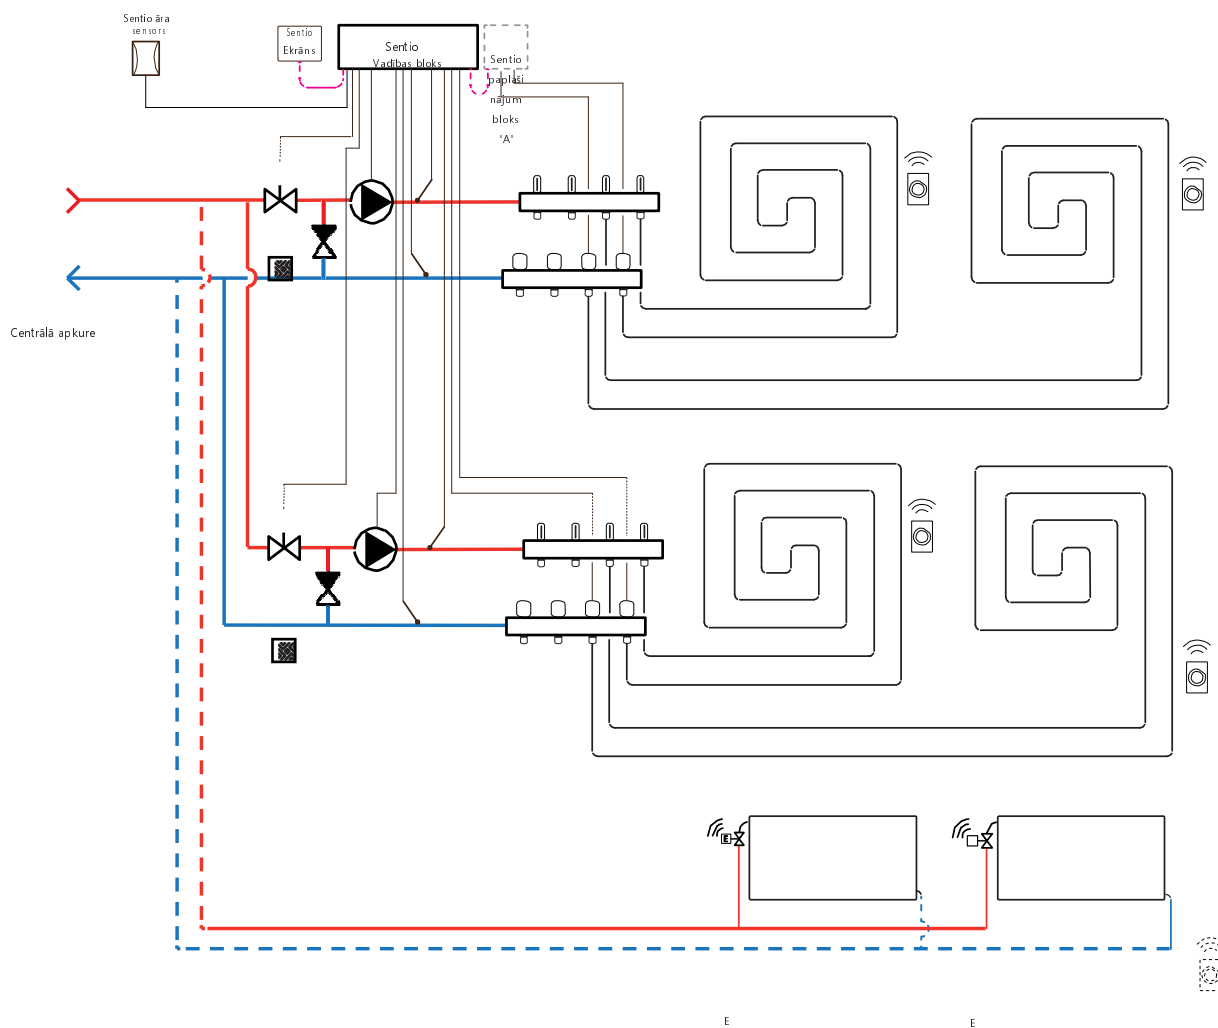 Sentio āra
sensors
Sentio
Ekrāns
Sentio
Vadības bloks
Sentio
paplaši
nājum
bloks
'A'
Centrālā apkure
E
E
E